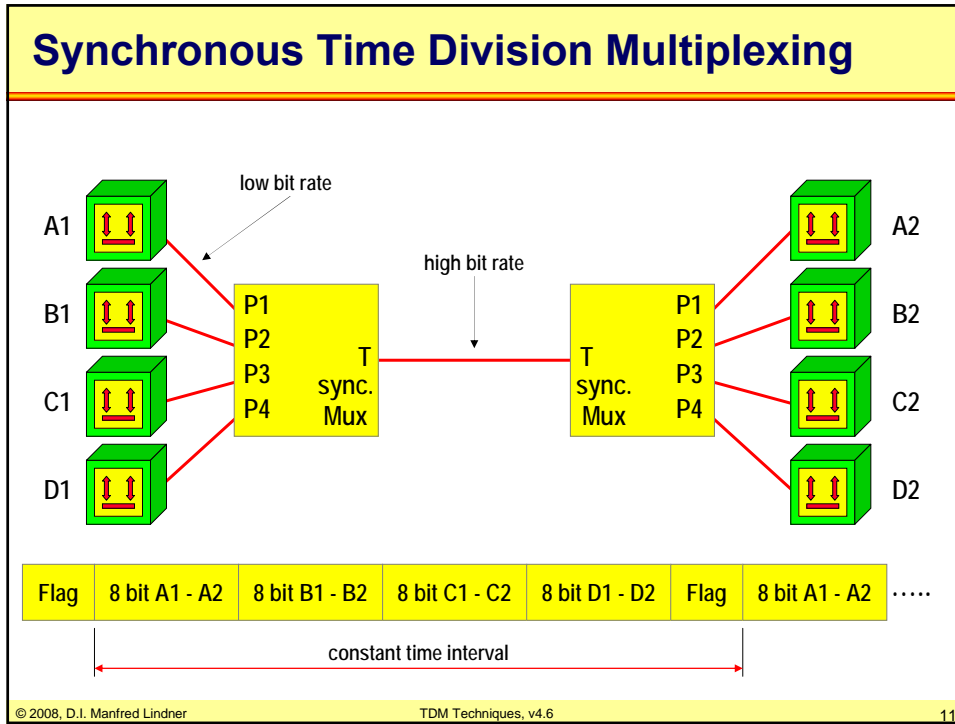 Synchronous Time Division Multiplexing
low bit rate
A1
A2
high bit rate
B1
P1
P1
B2
P2
P2
T
T
P3
sync.
sync.
P3
C1
P4
Mux
Mux
P4
C2
D1
D2
Flag 8 bit A1 - A2 8 bit B1 - B2 8 bit C1 - C2 8 bit D1 - D2 Flag 8 bit A1 - A2 .....
constant time interval
© 2008, D.I. Manfred Lindner TDM Techniques, v4.6 11